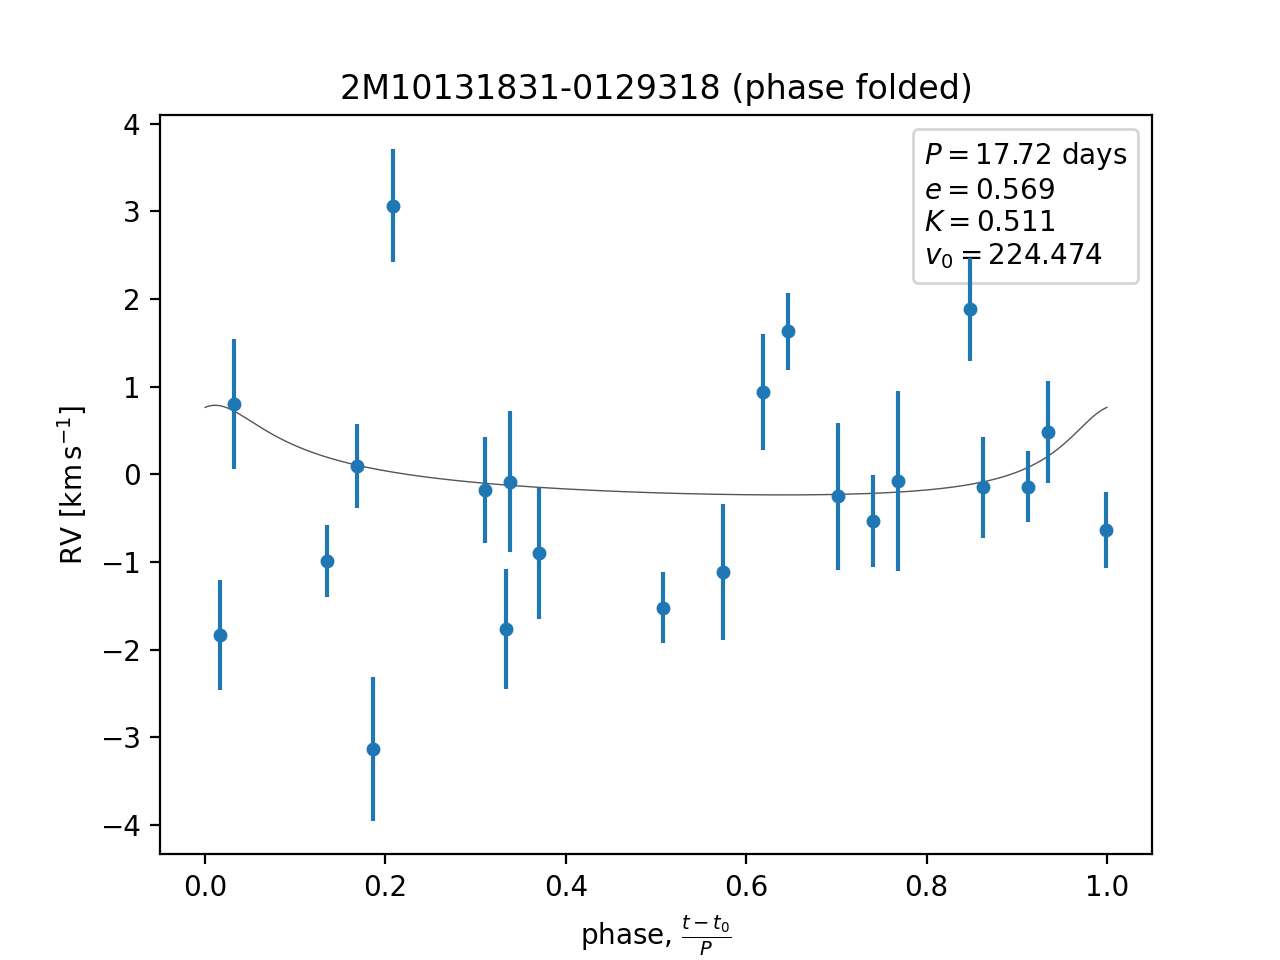 2M10131831-0129318 (phase folded)
P = 17.72 days
e = 0.569
K = 0.511
v₀ = 224.474
4
3
2
1
0
−1
−2
−3
−4
RV [km s⁻¹]
0.0 0.2 0.4 0.6 0.8 1.0
phase, (t − t₀)/P